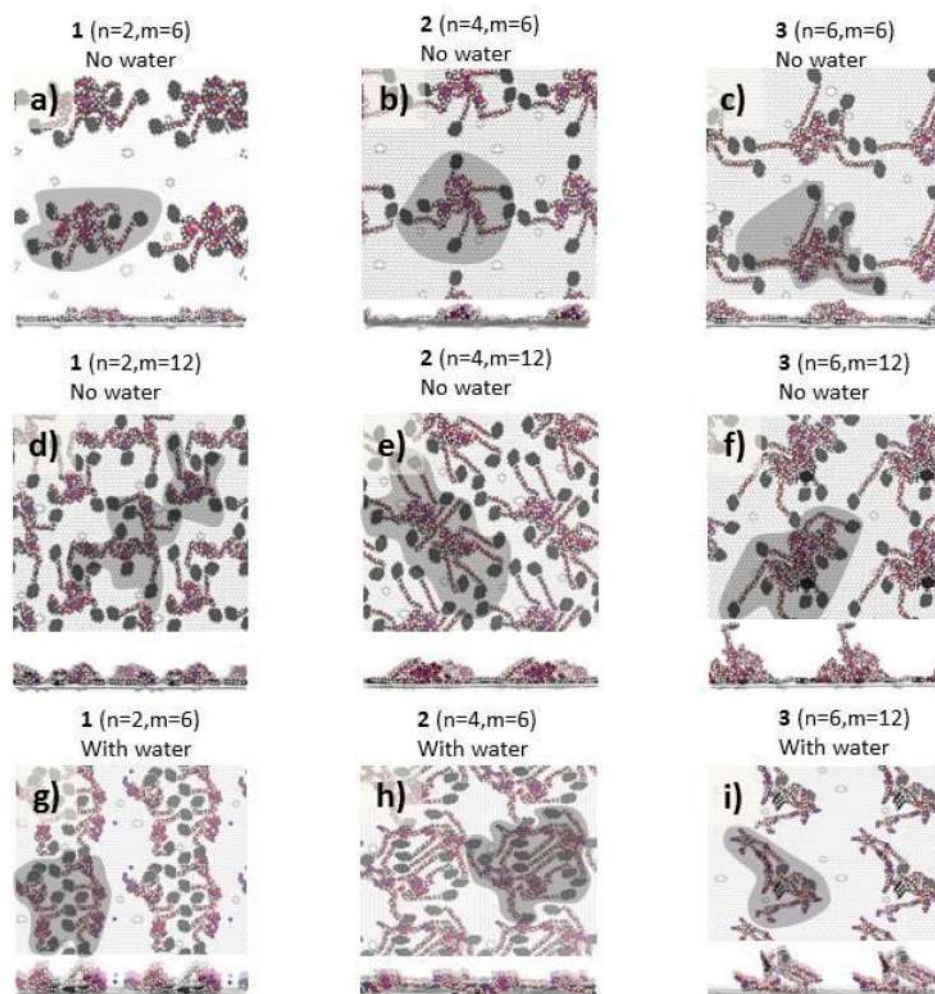 1 (n=2,m=6)
No water
2 (n=4,m=6)
No water
3 (n=6,m=6)
No water
a)
b)
c)
1 (n=2,m=12)
No water
2 (n=4,m=12)
No water
3 (n=6,m=12)
No water
d)
e)
f)
1 (n=2,m=6)
With water
2 (n=4,m=6)
With water
3 (n=6,m=12)
With water
g)
h)
i)